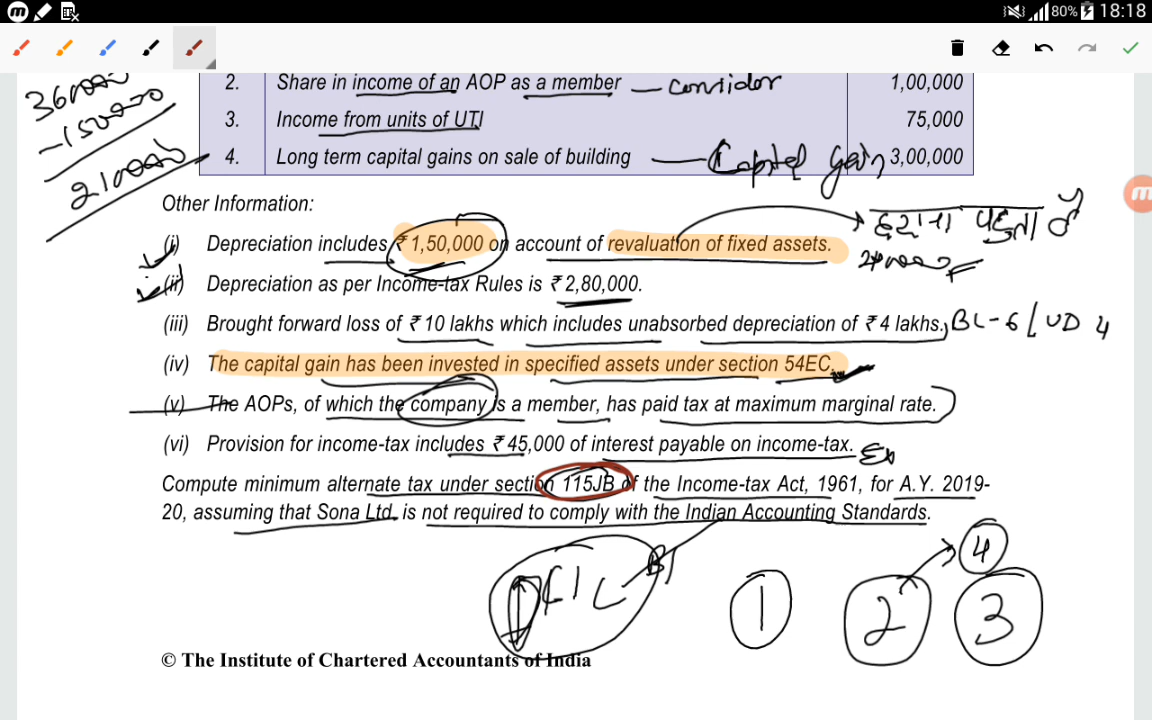 80% 18:18
360000
-150000
210000
2. Share in income of an AOP as a member — consider 1,00,000
3. Income from units of UTI 75,000
4. Long term capital gains on sale of building — Capital gain 3,00,000
Other Information:
हटाना पड़ता है
(i) Depreciation includes ₹ 1,50,000 on account of revaluation of fixed assets.
(ii) Depreciation as per Income-tax Rules is ₹ 2,80,000.
(iii) Brought forward loss of ₹ 10 lakhs which includes unabsorbed depreciation of ₹ 4 lakhs. BL-6 UD 4
(iv) The capital gain has been invested in specified assets under section 54EC.
(v) The AOPs, of which the company is a member, has paid tax at maximum marginal rate.
(vi) Provision for income-tax includes ₹ 45,000 of interest payable on income-tax.
Compute minimum alternate tax under section 115JB of the Income-tax Act, 1961, for A.Y. 2019-
20, assuming that Sona Ltd. is not required to comply with the Indian Accounting Standards.
4
1 2 3
© The Institute of Chartered Accountants of India